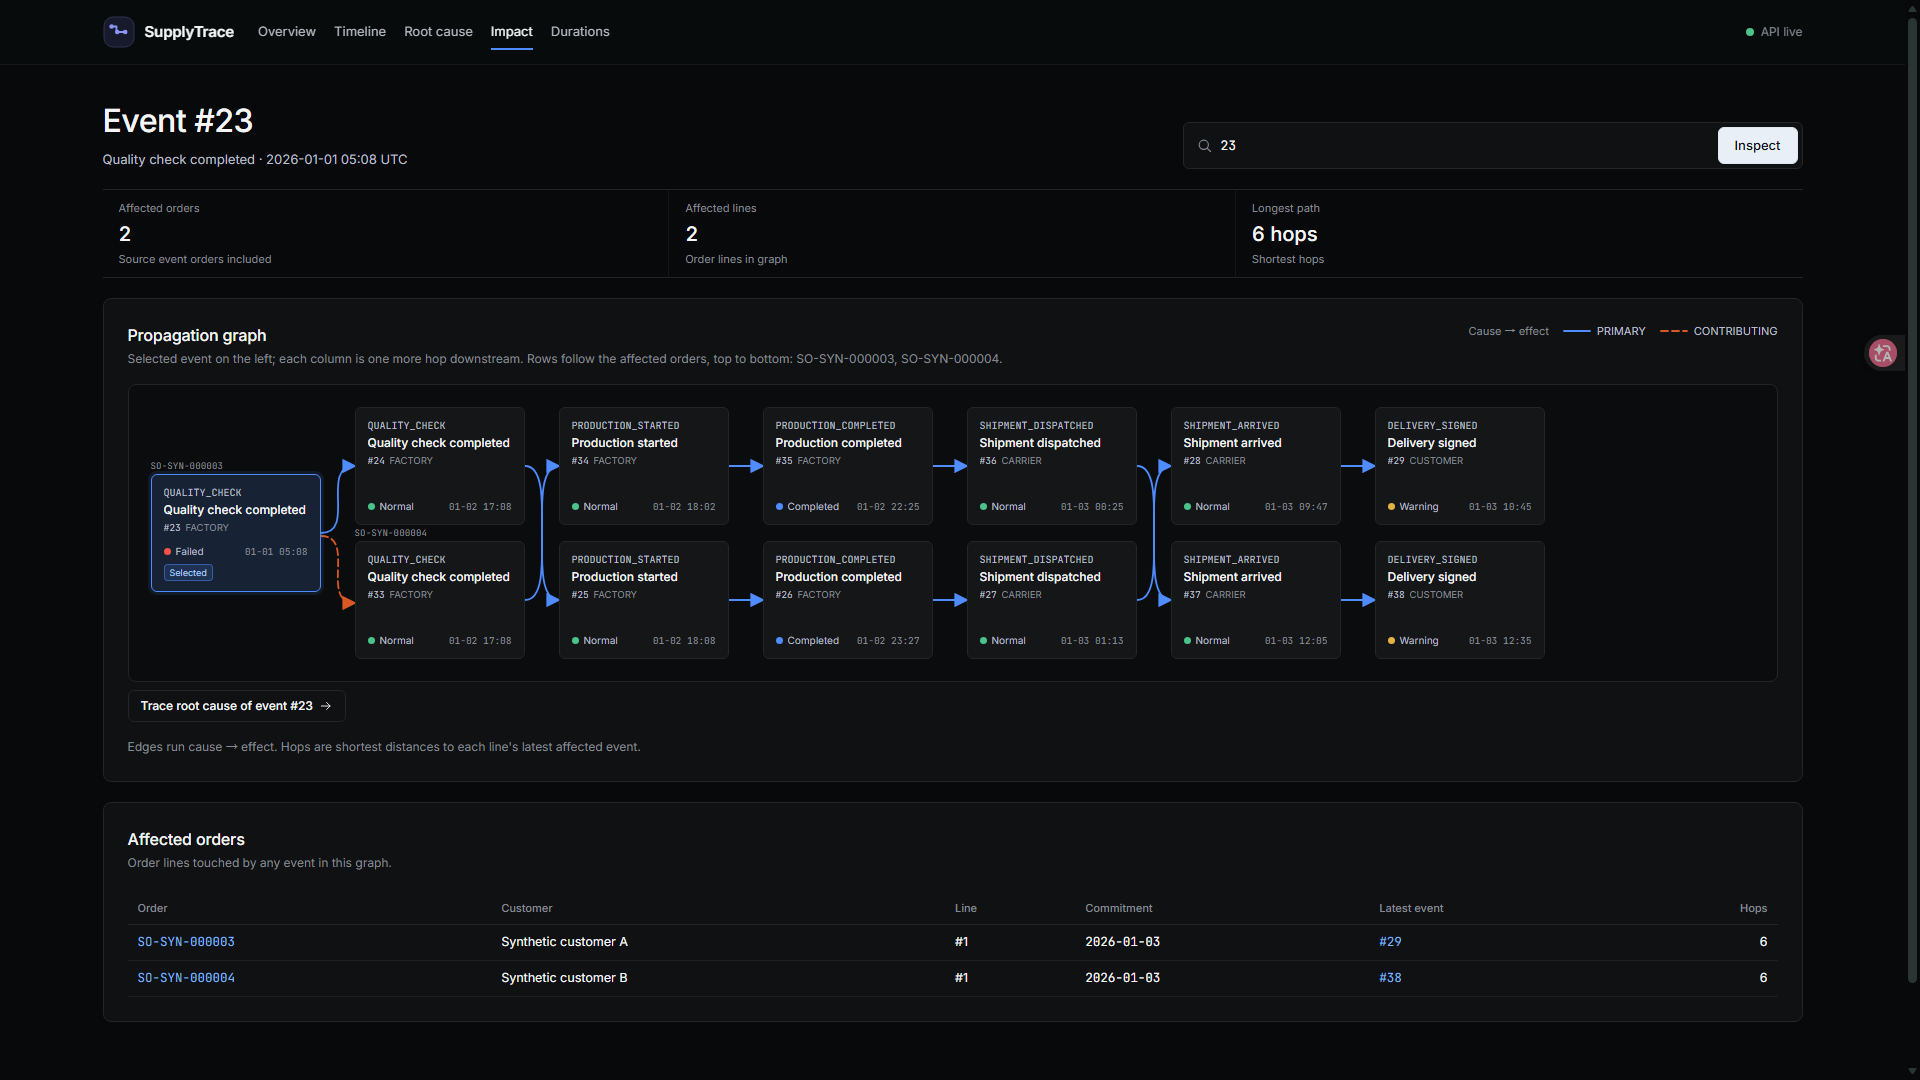 SupplyTrace
Overview
Timeline
Root cause
Impact
Durations
API live
Event #23
Quality check completed · 2026-01-01 05:08 UTC
23
Inspect
Affected orders
2
Source event orders included
Affected lines
2
Order lines in graph
Longest path
6 hops
Shortest hops
Propagation graph
Selected event on the left; each column is one more hop downstream. Rows follow the affected orders, top to bottom: SO-SYN-000003, SO-SYN-000004.
Cause → effect
PRIMARY
CONTRIBUTING
SO-SYN-000003
QUALITY_CHECK
Quality check completed
#23 FACTORY
Failed 01-01 05:08
Selected
QUALITY_CHECK
Quality check completed
#24 FACTORY
Normal 01-02 17:08
PRODUCTION_STARTED
Production started
#34 FACTORY
Normal 01-02 18:02
PRODUCTION_COMPLETED
Production completed
#35 FACTORY
Completed 01-02 22:25
SHIPMENT_DISPATCHED
Shipment dispatched
#36 CARRIER
Normal 01-03 00:25
SHIPMENT_ARRIVED
Shipment arrived
#28 CARRIER
Normal 01-03 09:47
DELIVERY_SIGNED
Delivery signed
#29 CUSTOMER
Warning 01-03 10:45
SO-SYN-000004
QUALITY_CHECK
Quality check completed
#33 FACTORY
Normal 01-02 17:08
PRODUCTION_STARTED
Production started
#25 FACTORY
Normal 01-02 18:08
PRODUCTION_COMPLETED
Production completed
#26 FACTORY
Completed 01-02 23:27
SHIPMENT_DISPATCHED
Shipment dispatched
#27 CARRIER
Normal 01-03 01:13
SHIPMENT_ARRIVED
Shipment arrived
#37 CARRIER
Normal 01-03 12:05
DELIVERY_SIGNED
Delivery signed
#38 CUSTOMER
Warning 01-03 12:35
Trace root cause of event #23 →
Edges run cause → effect. Hops are shortest distances to each line's latest affected event.
Affected orders
Order lines touched by any event in this graph.
Order Customer Line Commitment Latest event Hops
SO-SYN-000003 Synthetic customer A #1 2026-01-03 #29 6
SO-SYN-000004 Synthetic customer B #1 2026-01-03 #38 6